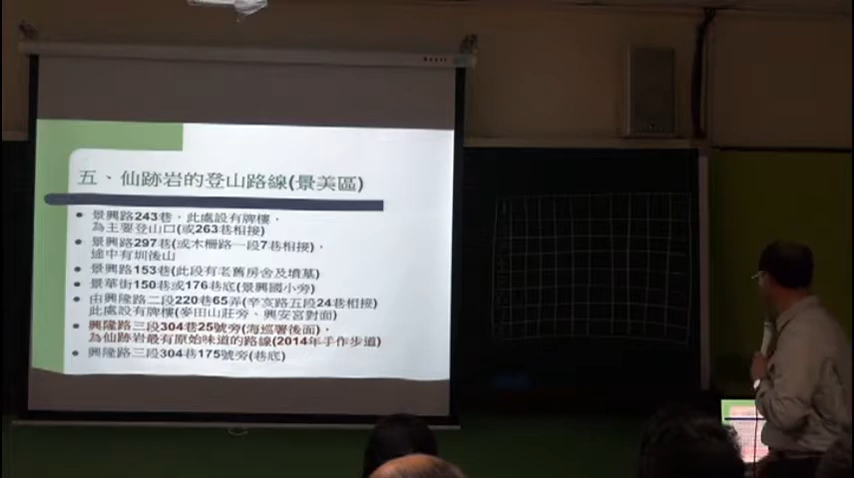 五、仙跡岩的登山路線(景美區)
景興路243巷，此處設有牌樓，
為主要登山口(或263巷相接)
景興路297巷(或木柵路一段7巷相接)，
途中有圳後山
景興路153巷(此段有老舊房舍及墳墓)
景華街150巷或176巷底(景興國小旁)
由興隆路二段220巷65弄(辛亥路五段24巷相接)
此處設有牌樓(麥田山莊旁、興安宮對面)
興隆路三段304巷25號旁(海巡署後面)，
為仙跡岩最有原始味道的路線(2014年手作步道)
興隆路三段304巷175號旁(巷底)